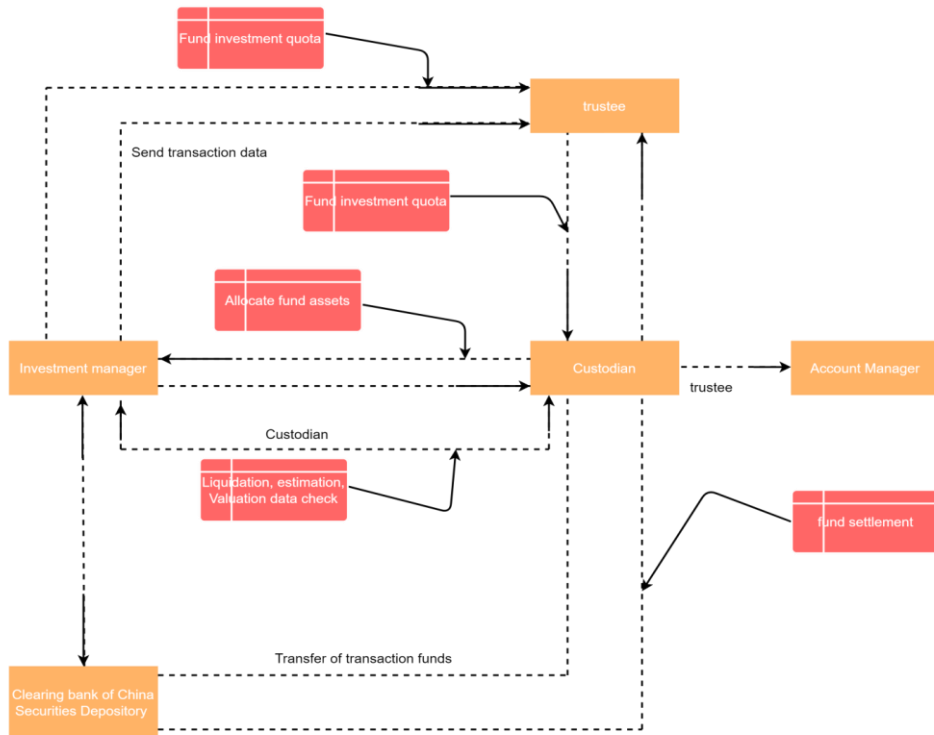 Fund investment quota
trustee
Send transaction data
Fund investment quota
Allocate fund assets
Investment manager
Custodian
Account Manager
trustee
Custodian
Liquidation, estimation,
Valuation data check
fund settlement
Transfer of transaction funds
Clearing bank of China
Securities Depository